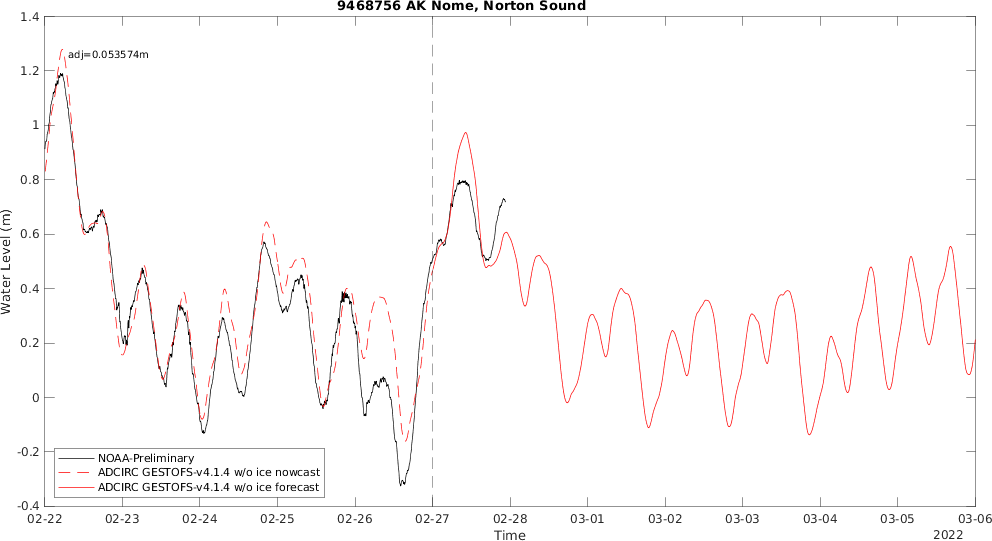 9468756 AK Nome, Norton Sound
adj=0.053574m
Water Level (m)
1.4
1.2
1
0.8
0.6
0.4
0.2
0
-0.2
-0.4
NOAA-Preliminary
ADCIRC GESTOFS-v4.1.4 w/o ice nowcast
ADCIRC GESTOFS-v4.1.4 w/o ice forecast
02-22 02-23 02-24 02-25 02-26 02-27 02-28 03-01 03-02 03-03 03-04 03-05 03-06
Time
2022